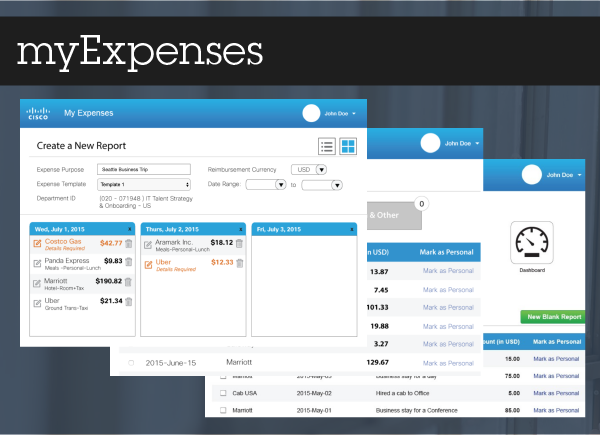 myExpenses
CISCO My Expenses John Doe
Create a New Report
Expense Purpose Seattle Business Trip Reimbursement Currency USD
Expense Template Template 1 Date Range: to
Department ID (020 - 071948 ) IT Talent Strategy
& Onboarding - US
Wed, July 1, 2015
Costco Gas $42.77
Details Required
Panda Express $9.83
Meals -Personal-Lunch
Marriott $190.82
Hotel-Room+Tax
Uber $21.34
Ground Trans-Tax
Thurs, July 2, 2015
Aramark Inc. $18.12
Meals-Personal-Lunch
Uber $12.33
Details Required
Fri, July 3, 2015
John Doe
0
& Other
in USD) Mark as Personal
13.87 Mark as Personal
7.45 Mark as Personal
101.33 Mark as Personal
19.88 Mark as Personal
3.27 Mark as Personal
2015-June-15 Marriott 129.67 Mark as Personal
John Doe
Dashboard
New Blank Report
ount (in USD) Mark as Personal
15.00 Mark as Personal
Marriott 2015-May-03 Business stay for a day 75.00 Mark as Personal
Cab USA 2015-May-02 Hired a cab to Office 5.00 Mark as Personal
Marriott 2015-May-01 Business stay for a Conference 85.00 Mark as Personal